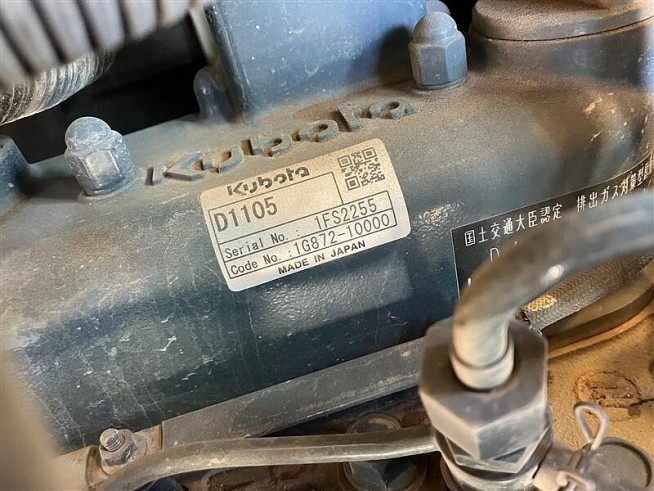 Kubota
Kubota
D1105
Serial No.: 1FS2255
Code No.: 1G872-10000
MADE IN JAPAN
国土交通大臣認定 排出ガス対策型